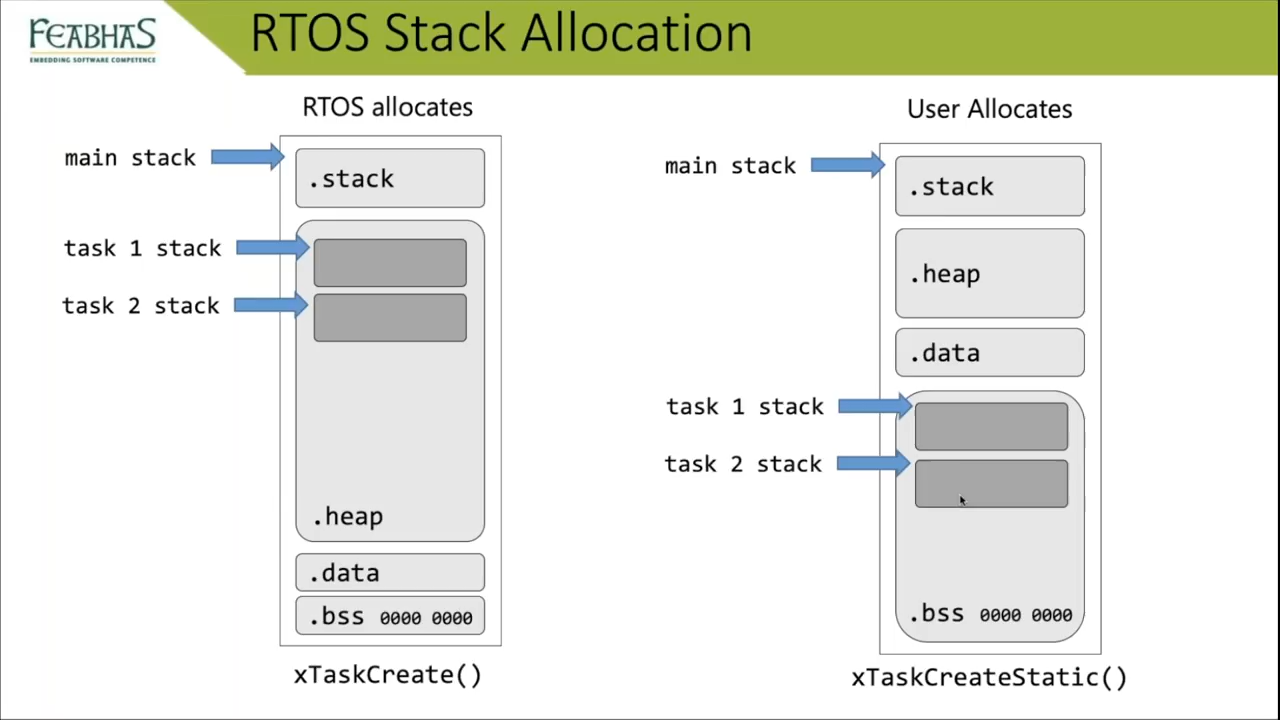 FEABHAS
EMBEDDING SOFTWARE COMPETENCE
RTOS Stack Allocation
RTOS allocates
main stack
.stack
task 1 stack
task 2 stack
.heap
.data
.bss 0000 0000
xTaskCreate()
User Allocates
main stack
.stack
.heap
.data
task 1 stack
task 2 stack
.bss 0000 0000
xTaskCreateStatic()